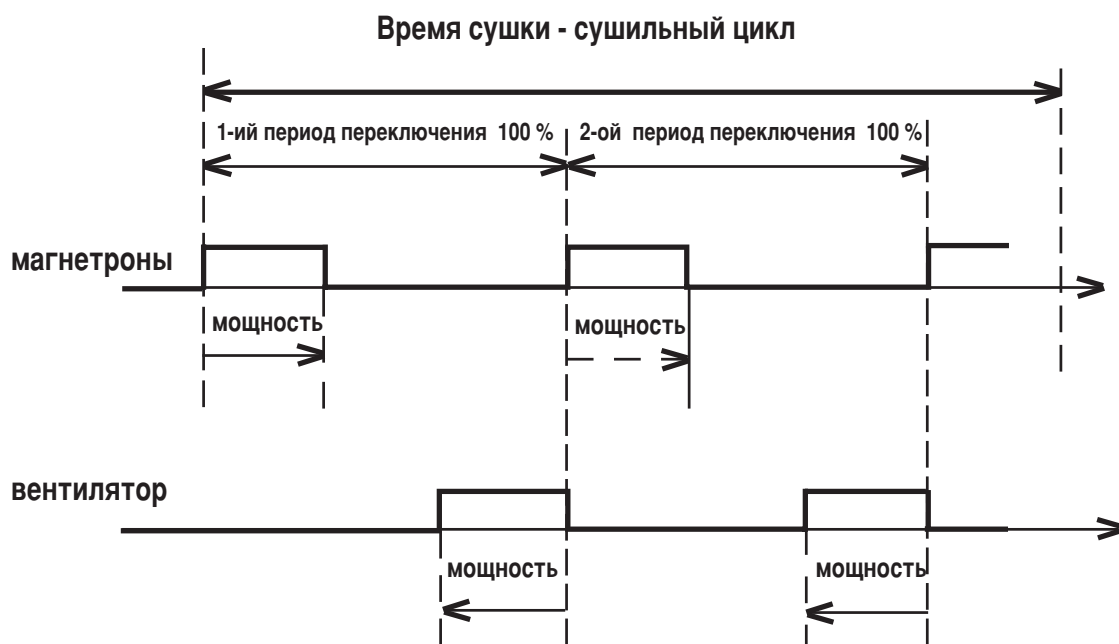 Время сушки - сушильный цикл
1-ий период переключения 100 %
2-ой период переключения 100 %
магнетроны
мощность
мощность
вентилятор
мощность
мощность